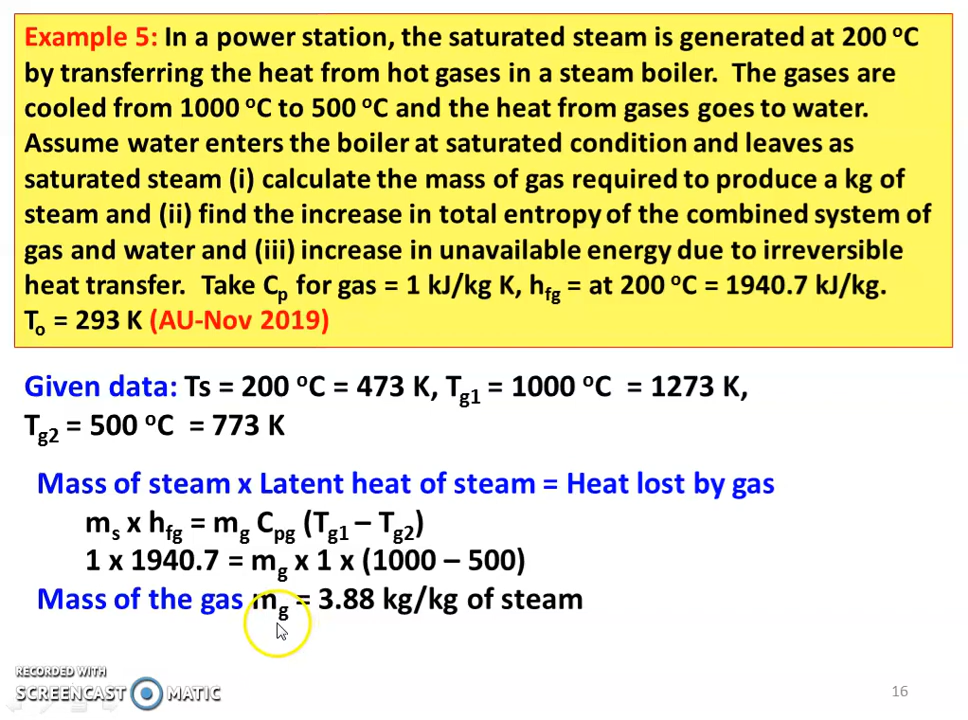 Example 5: In a power station, the saturated steam is generated at 200 ºC
by transferring the heat from hot gases in a steam boiler. The gases are
cooled from 1000 ºC to 500 ºC and the heat from gases goes to water.
Assume water enters the boiler at saturated condition and leaves as
saturated steam (i) calculate the mass of gas required to produce a kg of
steam and (ii) find the increase in total entropy of the combined system of
gas and water and (iii) increase in unavailable energy due to irreversible
heat transfer. Take Cp for gas = 1 kJ/kg K, hfg = at 200 ºC = 1940.7 kJ/kg.
To = 293 K (AU-Nov 2019)
Given data: Ts = 200 ºC = 473 K, Tg1 = 1000 ºC = 1273 K,
Tg2 = 500 ºC = 773 K
Mass of steam x Latent heat of steam = Heat lost by gas
ms x hfg = mg Cpg (Tg1 – Tg2)
1 x 1940.7 = mg x 1 x (1000 – 500)
Mass of the gas mg = 3.88 kg/kg of steam
RECORDED WITH
SCREENCAST MATIC
16